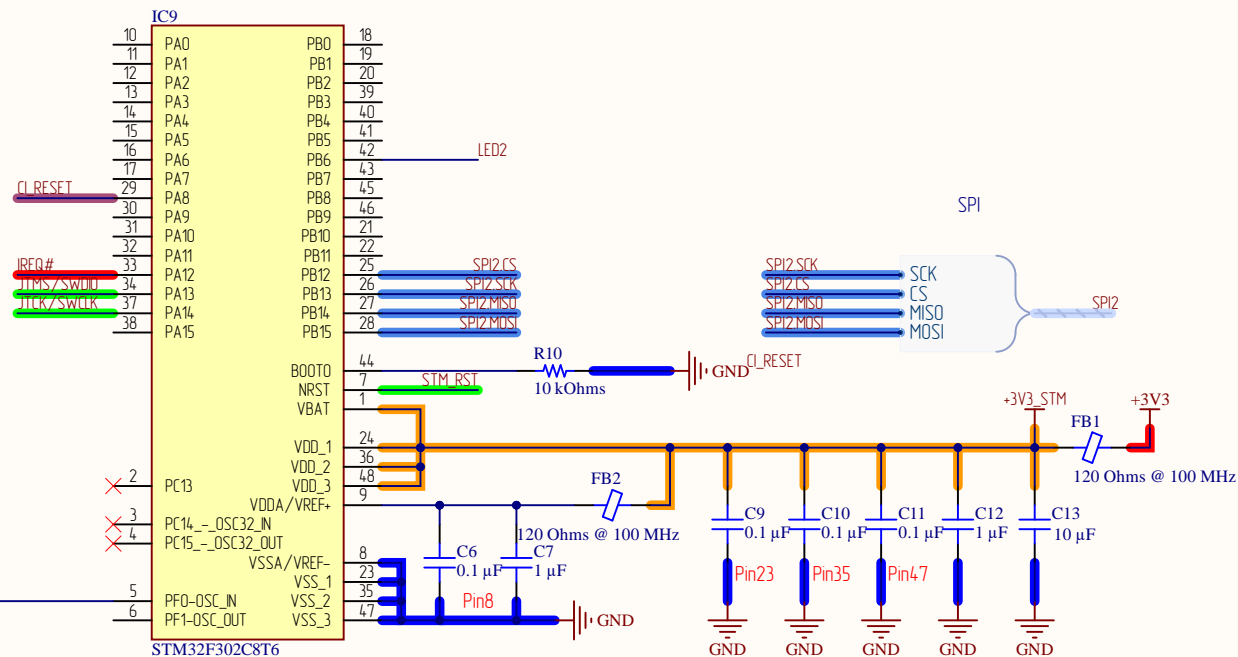 IC9
10 PA0 PB0 18
11 PA1 PB1 19
12 PA2 PB2 20
13 PA3 PB3 39
14 PA4 PB4 40
15 PA5 PB5 41
16 PA6 PB6 42 LED2
17 PA7 PB7 43
CI_RESET 29 PA8 PB8 45
30 PA9 PB9 46
31 PA10 PB10 21
32 PA11 PB11 22
IREQ# 33 PA12 PB12 25 SPI2.CS
JTMS/SWDIO 34 PA13 PB13 26 SPI2.SCK
JTCK/SWCLK 37 PA14 PB14 27 SPI2.MISO
38 PA15 PB15 28 SPI2.MOSI
SPI
SPI2.SCK SCK
SPI2.CS CS
SPI2.MISO MISO
SPI2.MOSI MOSI
SPI2
BOOT0 44 R10 10 kOhms GND
CI_RESET
NRST 7 STM_RST
VBAT 1
VDD_1 24
VDD_2 36
VDD_3 48
VDDA/VREF+ 9
2 PC13
3 PC14_-_OSC32_IN
4 PC15_-_OSC32_OUT
VSSA/VREF- 8
VSS_1 23
5 PF0-OSC_IN VSS_2 35
6 PF1-OSC_OUT VSS_3 47
STM32F302C8T6
FB2
120 Ohms @ 100 MHz
C6
0.1 µF
C7
1 µF
Pin8
GND
+3V3_STM
+3V3
FB1
120 Ohms @ 100 MHz
C9
0.1 µF
Pin23
GND
C10
0.1 µF
Pin35
GND
C11
0.1 µF
Pin47
GND
C12
1 µF
GND
C13
10 µF
GND